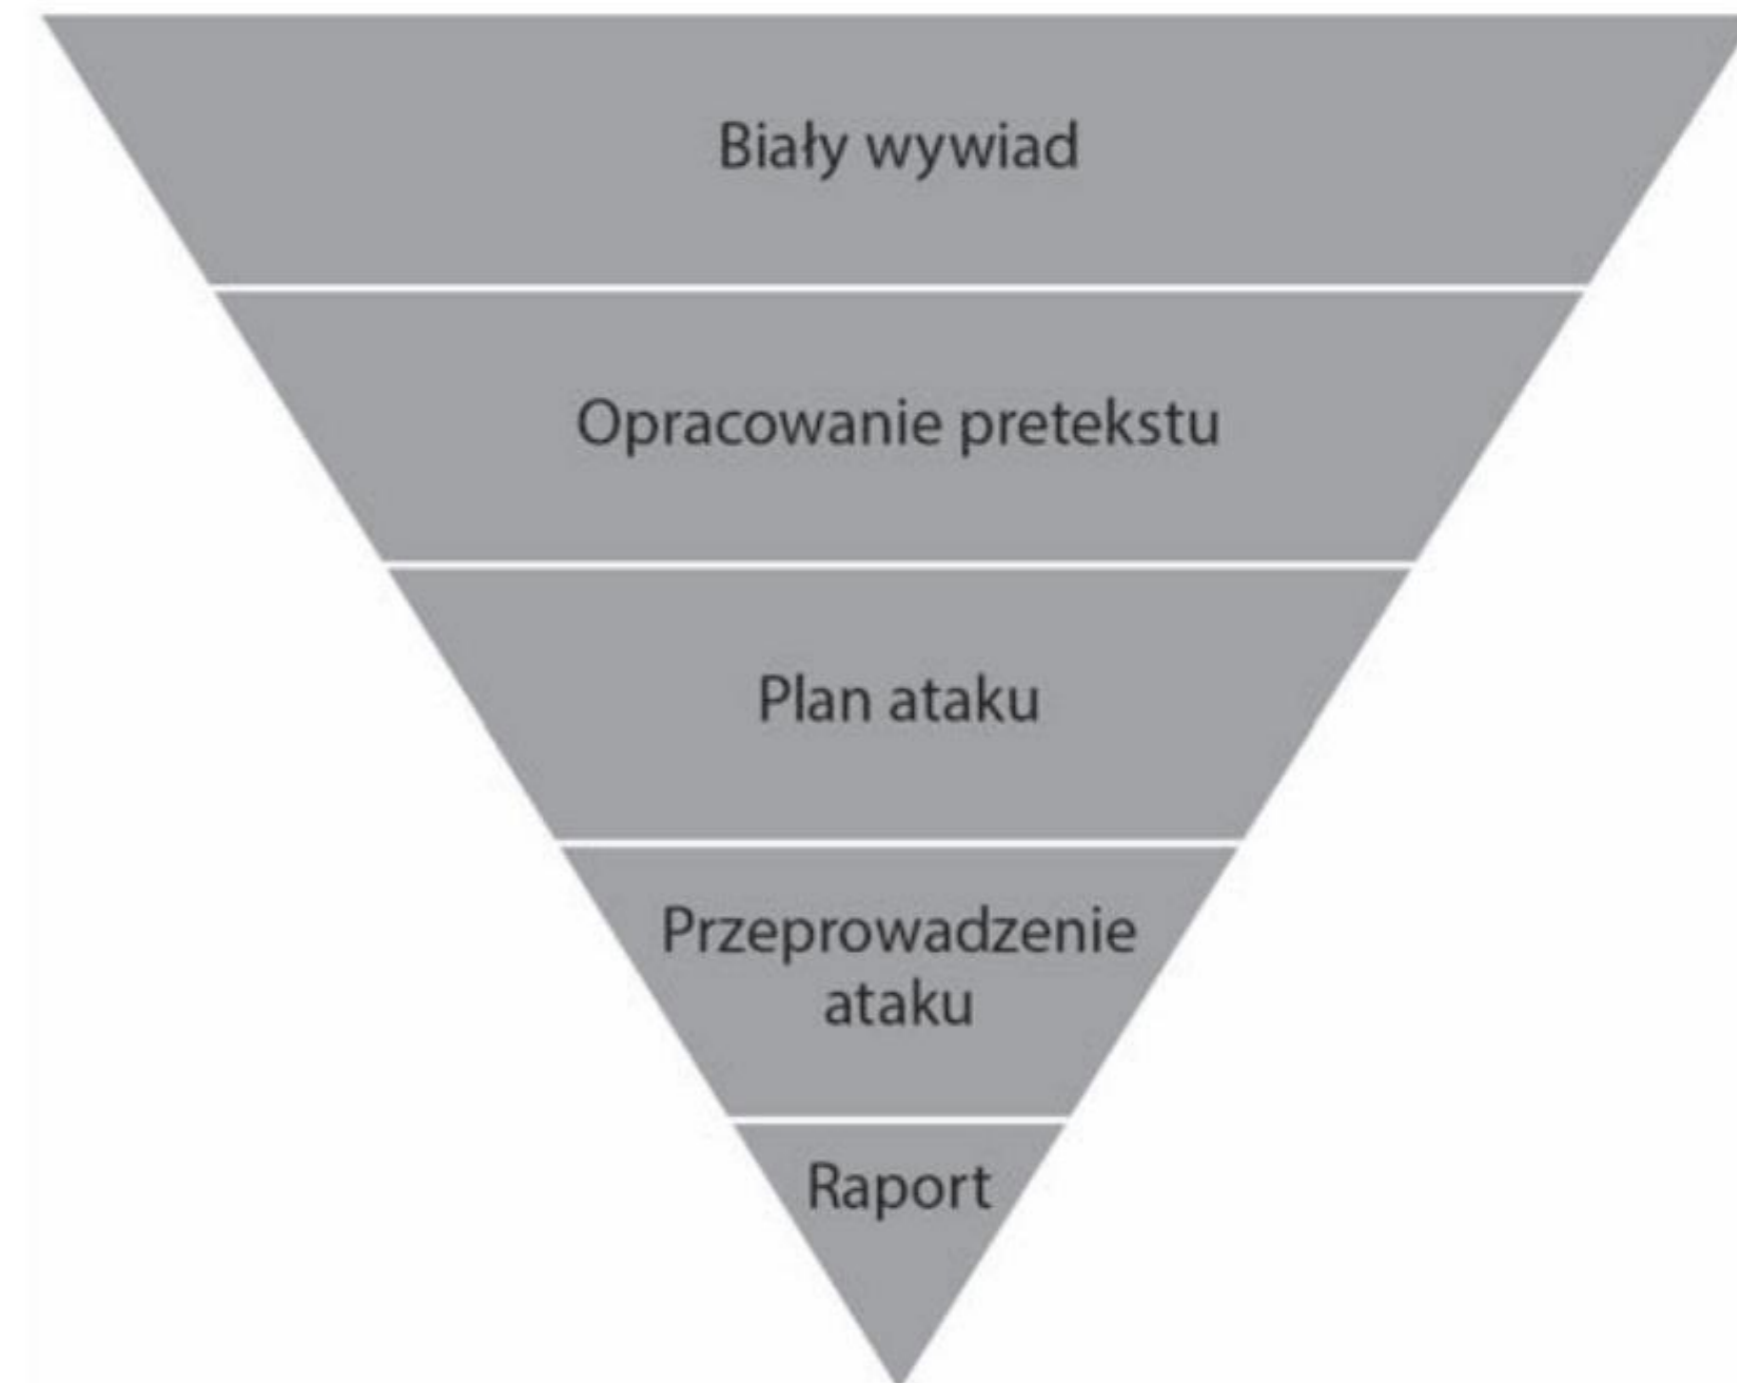 Biały wywiad
Opracowanie pretekstu
Plan ataku
Przeprowadzenie
ataku
Raport